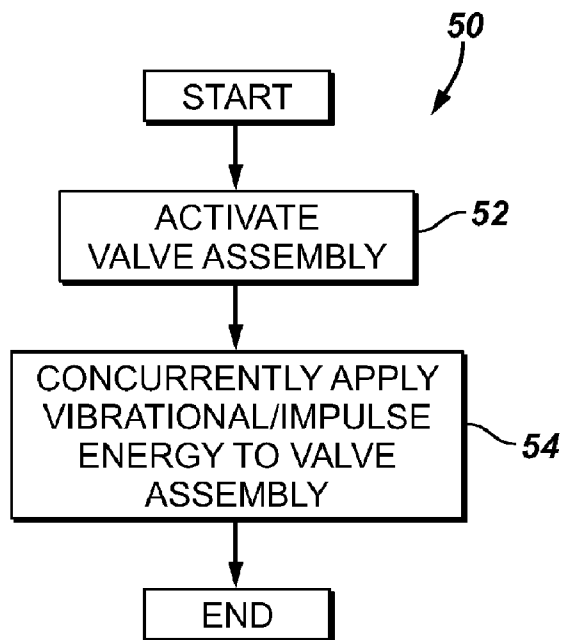 50
START
ACTIVATE
VALVE ASSEMBLY
52
CONCURRENTLY APPLY
VIBRATIONAL/IMPULSE
ENERGY TO VALVE
ASSEMBLY
54
END